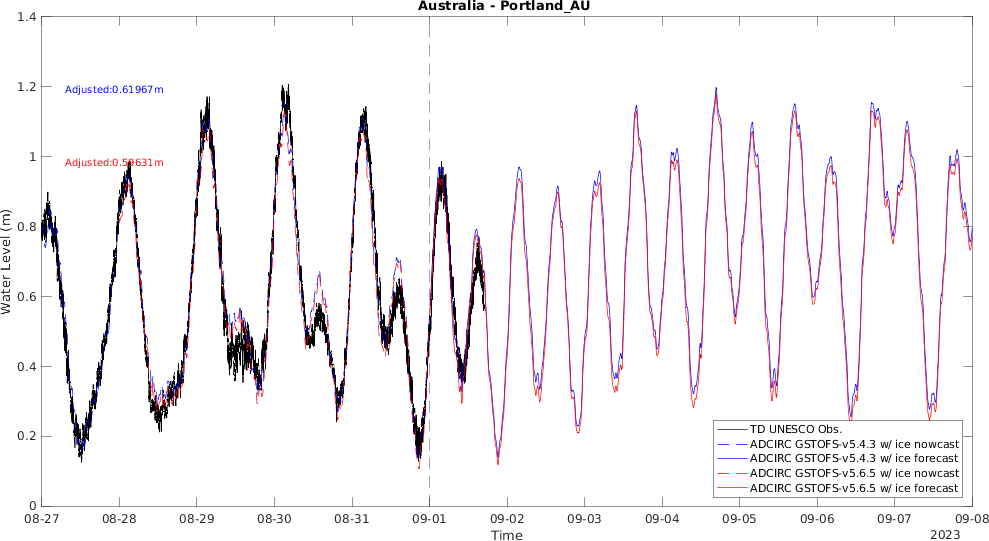 Australia - Portland_AU
1.4
1.2
1
0.8
0.6
0.4
0.2
0
Water Level (m)
Adjusted:0.61967m
Adjusted:0.59631m
TD UNESCO Obs.
ADCIRC GSTOFS-v5.4.3 w/ ice nowcast
ADCIRC GSTOFS-v5.4.3 w/ ice forecast
ADCIRC GSTOFS-v5.6.5 w/ ice nowcast
ADCIRC GSTOFS-v5.6.5 w/ ice forecast
08-27 08-28 08-29 08-30 08-31 09-01 09-02 09-03 09-04 09-05 09-06 09-07 09-08
Time
2023